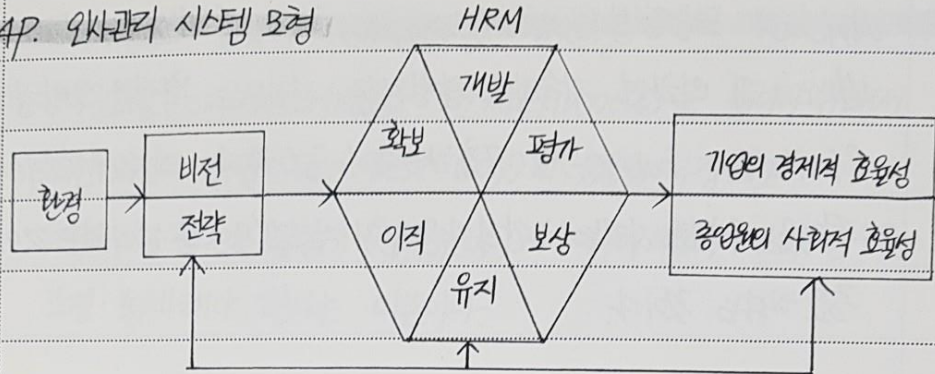 4P. 인사관리 시스템 모형
HRM
개발
확보
평가
환경
비전
전략
이직
보상
유지
기업의 경제적 효율성
종업원의 사회적 효율성